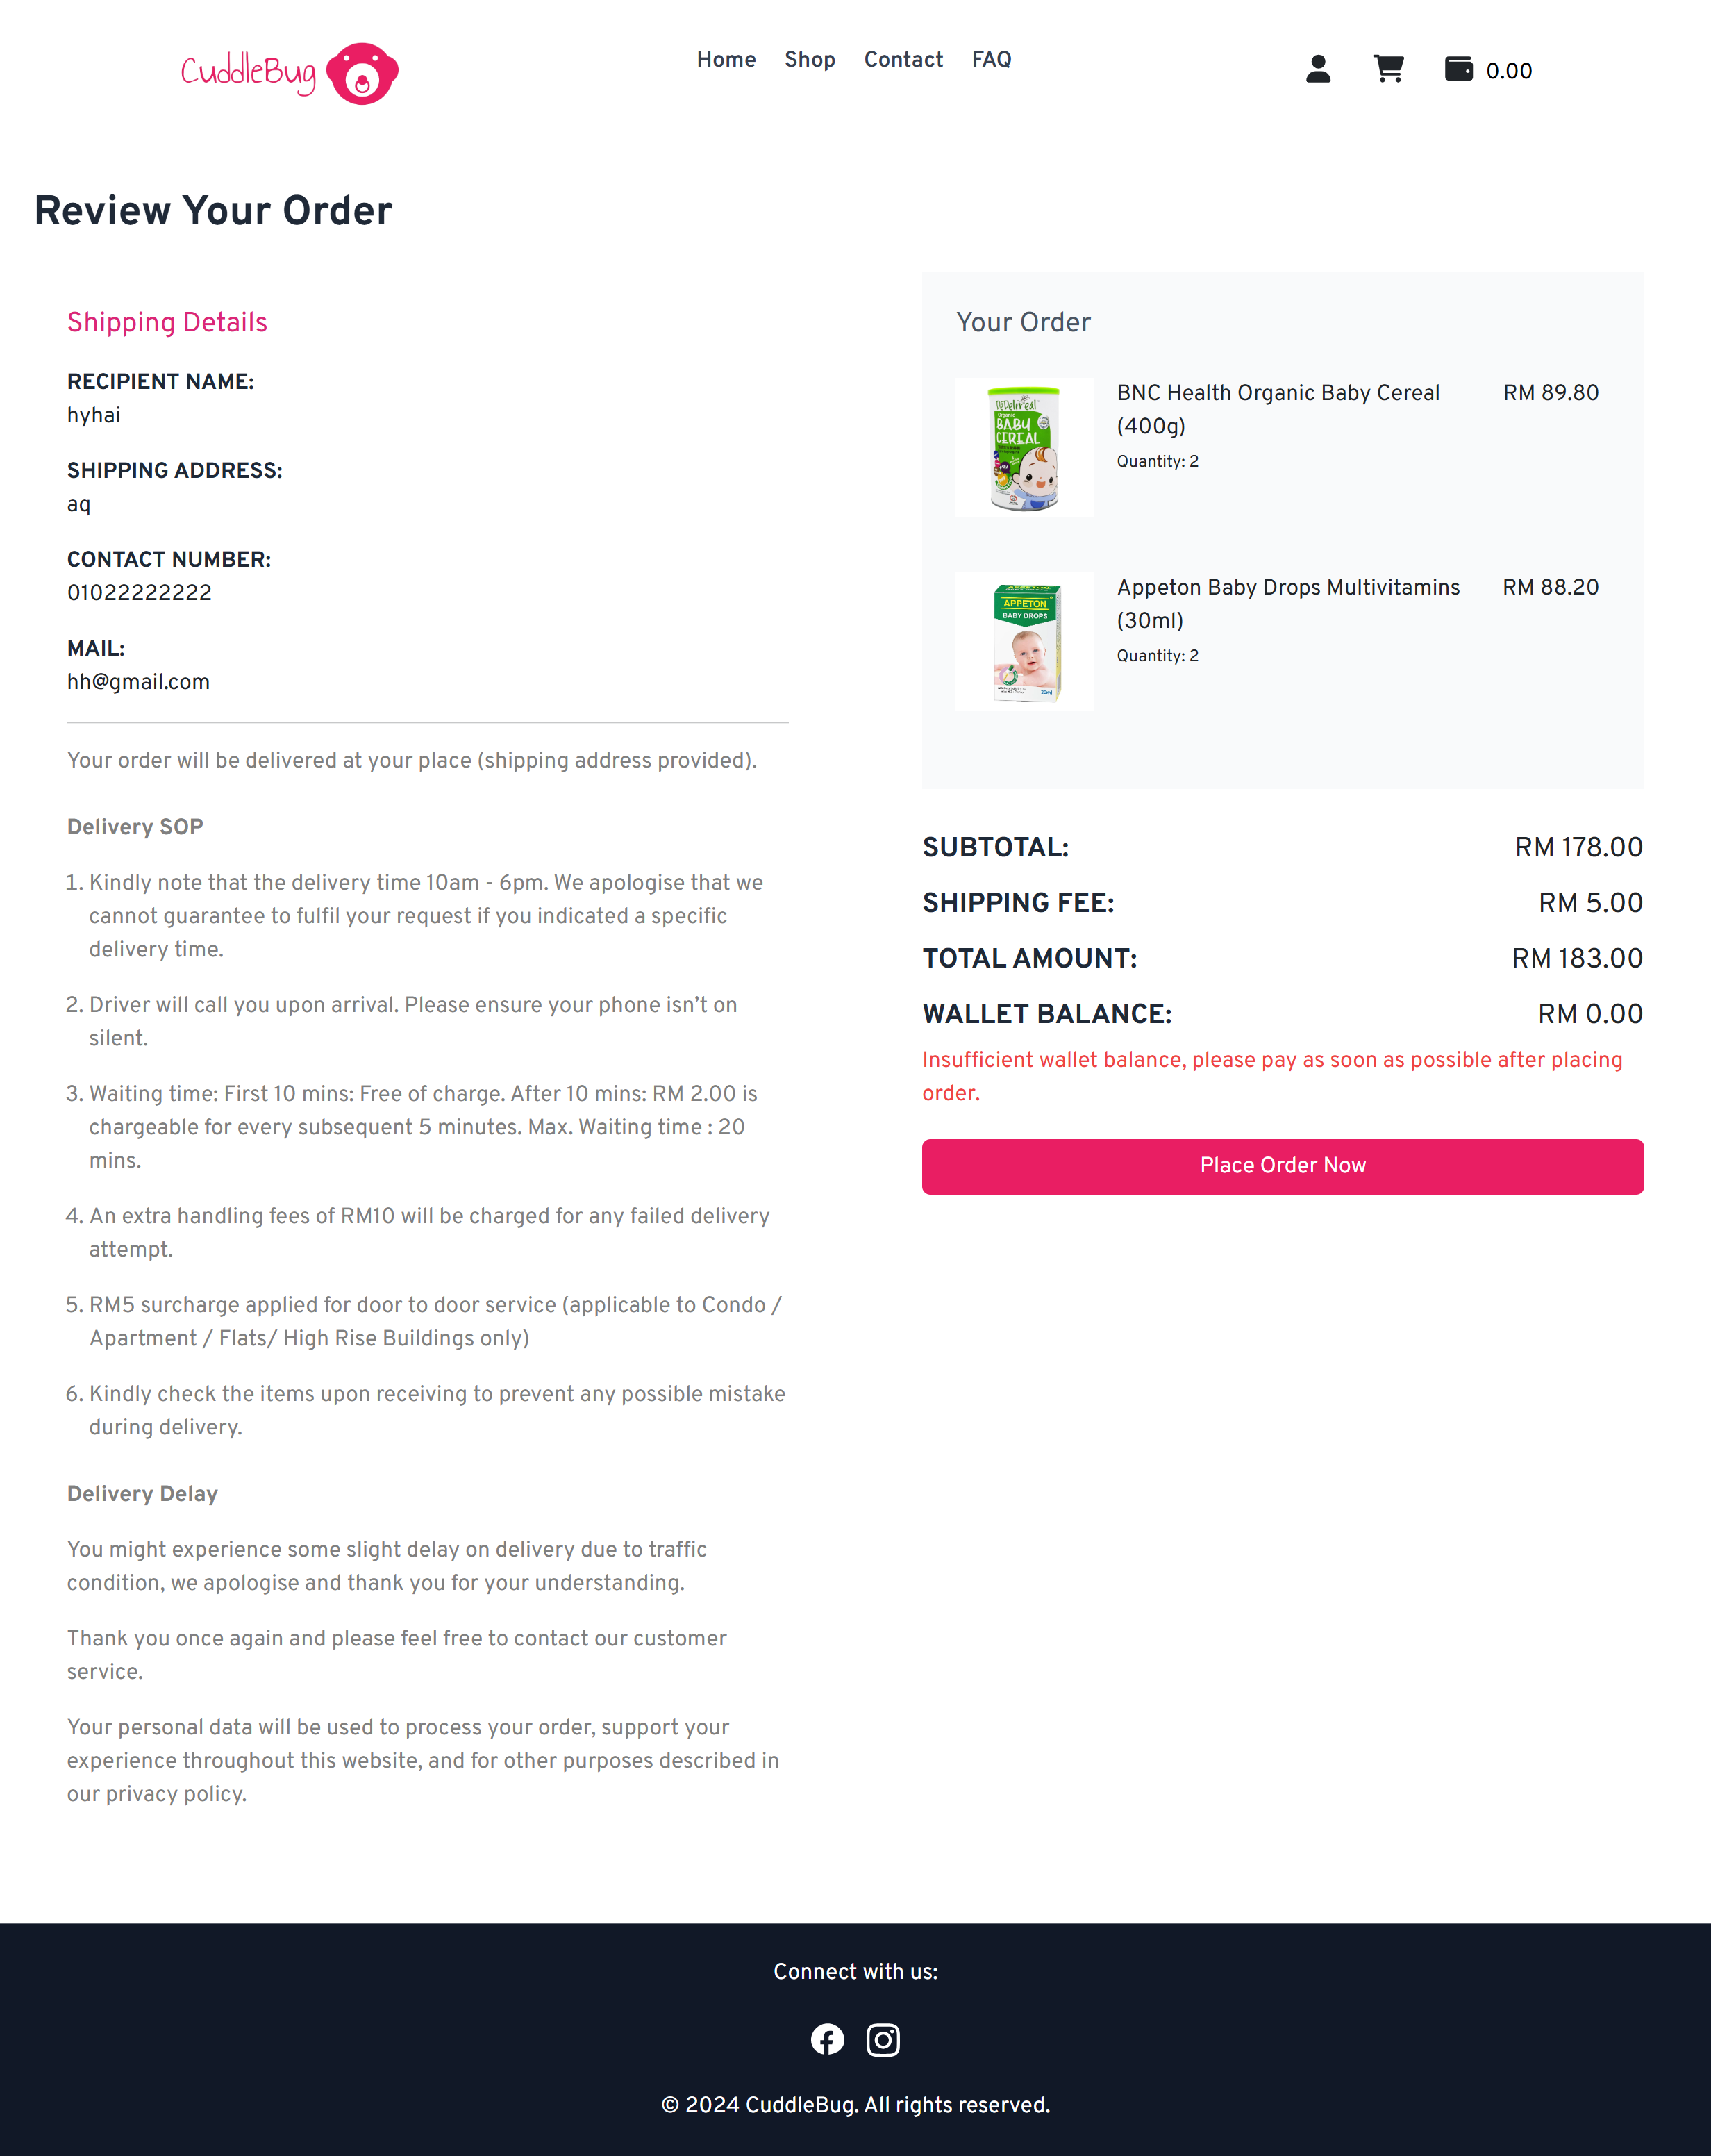 CuddleBug
Home Shop Contact FAQ
0.00
Review Your Order
Shipping Details
RECIPIENT NAME:
hyhai
SHIPPING ADDRESS:
aq
CONTACT NUMBER:
01022222222
MAIL:
hh@gmail.com
Your order will be delivered at your place (shipping address provided).
Delivery SOP
1. Kindly note that the delivery time 10am - 6pm. We apologise that we
cannot guarantee to fulfil your request if you indicated a specific
delivery time.
2. Driver will call you upon arrival. Please ensure your phone isn’t on
silent.
3. Waiting time: First 10 mins: Free of charge. After 10 mins: RM 2.00 is
chargeable for every subsequent 5 minutes. Max. Waiting time : 20
mins.
4. An extra handling fees of RM10 will be charged for any failed delivery
attempt.
5. RM5 surcharge applied for door to door service (applicable to Condo /
Apartment / Flats/ High Rise Buildings only)
6. Kindly check the items upon receiving to prevent any possible mistake
during delivery.
Delivery Delay
You might experience some slight delay on delivery due to traffic
condition, we apologise and thank you for your understanding.
Thank you once again and please feel free to contact our customer
service.
Your personal data will be used to process your order, support your
experience throughout this website, and for other purposes described in
our privacy policy.
Your Order
Organic
BABY
CEREAL
BNC Health Organic Baby Cereal RM 89.80
(400g)
Quantity: 2
APPETON
BABY DROPS
30ml
Appeton Baby Drops Multivitamins RM 88.20
(30ml)
Quantity: 2
SUBTOTAL: RM 178.00
SHIPPING FEE: RM 5.00
TOTAL AMOUNT: RM 183.00
WALLET BALANCE: RM 0.00
Insufficient wallet balance, please pay as soon as possible after placing
order.
Place Order Now
Connect with us:
© 2024 CuddleBug. All rights reserved.